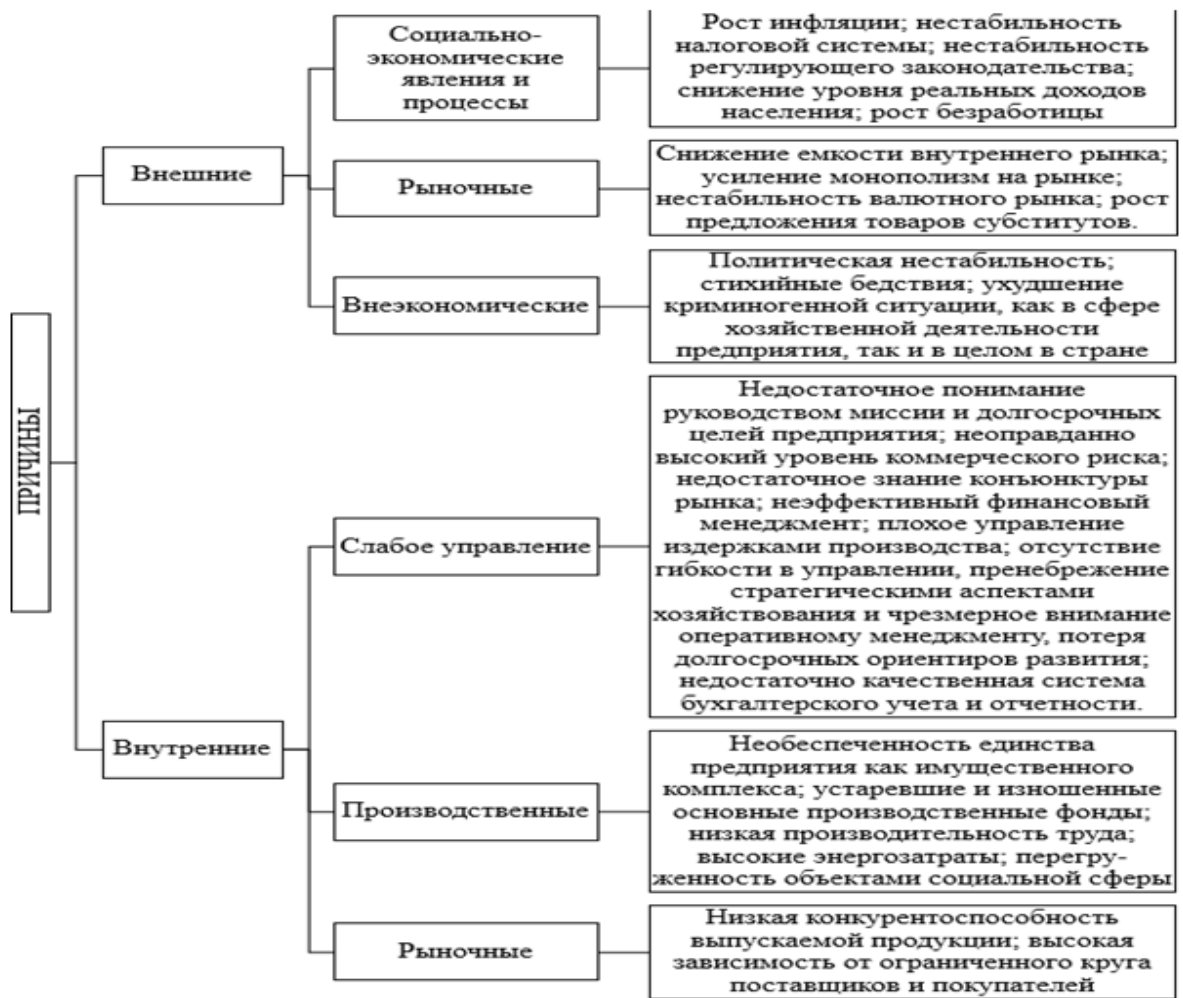 ПРИЧИНЫ
Внешние
Социально-
экономические
явления и
процессы
Рост инфляции; нестабильность
налоговой системы; нестабильность
регулирующего законодательства;
снижение уровня реальных доходов
населения; рост безработицы
Рыночные
Снижение емкости внутреннего рынка;
усиление монополизм на рынке;
нестабильность валютного рынка; рост
предложения товаров субститутов.
Внеэкономические
Политическая нестабильность;
стихийные бедствия; ухудшение
криминогенной ситуации, как в сфере
хозяйственной деятельности
предприятия, так и в целом в стране
Внутренние
Слабое управление
Недостаточное понимание
руководством миссии и долгосрочных
целей предприятия; неоправданно
высокий уровень коммерческого риска;
недостаточное знание конъюнктуры
рынка; неэффективный финансовый
менеджмент; плохое управление
издержками производства; отсутствие
гибкости в управлении, пренебрежение
стратегическими аспектами
хозяйствования и чрезмерное внимание
оперативному менеджменту, потеря
долгосрочных ориентиров развития;
недостаточно качественная система
бухгалтерского учета и отчетности.
Производственные
Необеспеченность единства
предприятия как имущественного
комплекса; устаревшие и изношенные
основные производственные фонды;
низкая производительность труда;
высокие энергозатраты; перегру-
женность объектами социальной сферы
Рыночные
Низкая конкурентоспособность
выпускаемой продукции; высокая
зависимость от ограниченного круга
поставщиков и покупателей